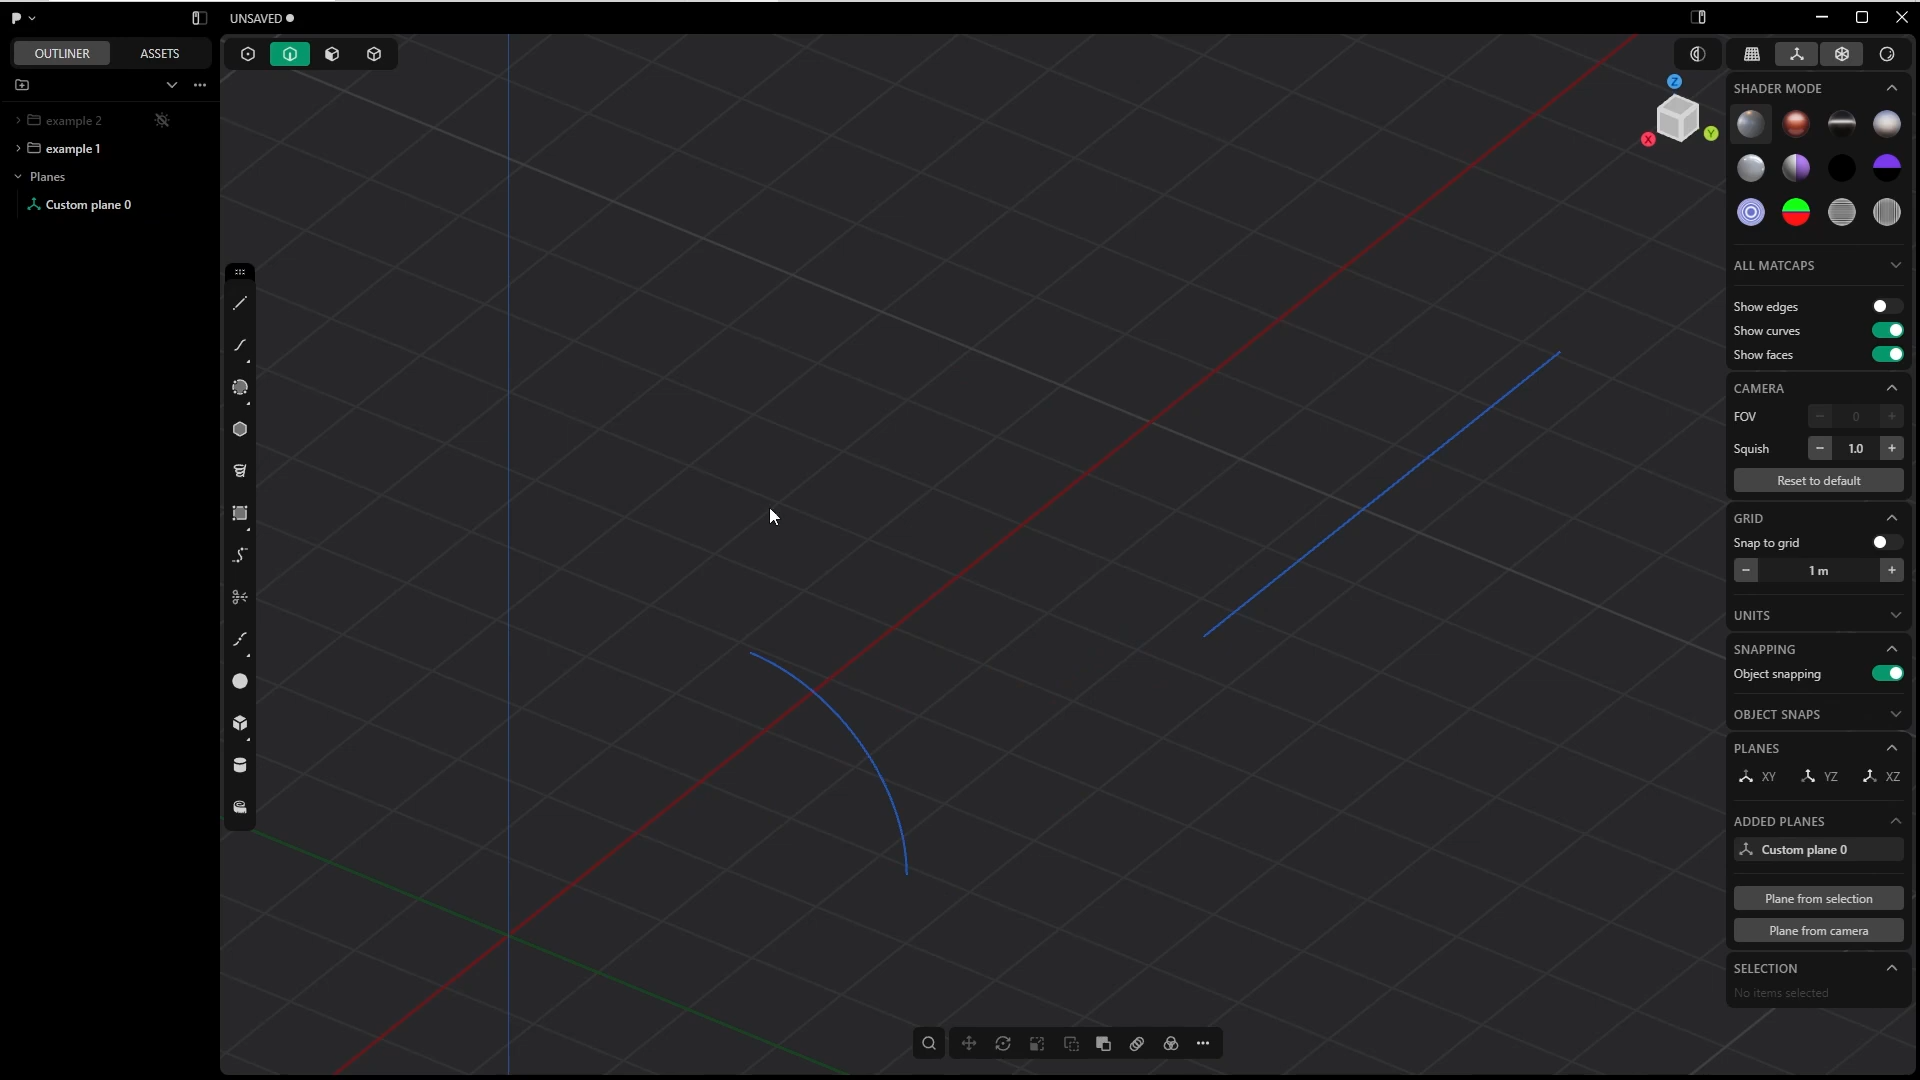 UNSAVED
OUTLINER
ASSETS
example 2
example 1
Planes
Custom plane 0
Z
X
Y
SHADER MODE
ALL MATCAPS
Show edges
Show curves
Show faces
CAMERA
FOV
0
Squish
1.0
Reset to default
GRID
Snap to grid
1 m
UNITS
SNAPPING
Object snapping
OBJECT SNAPS
PLANES
XY
YZ
XZ
ADDED PLANES
Custom plane 0
Plane from selection
Plane from camera
SELECTION
No items selected